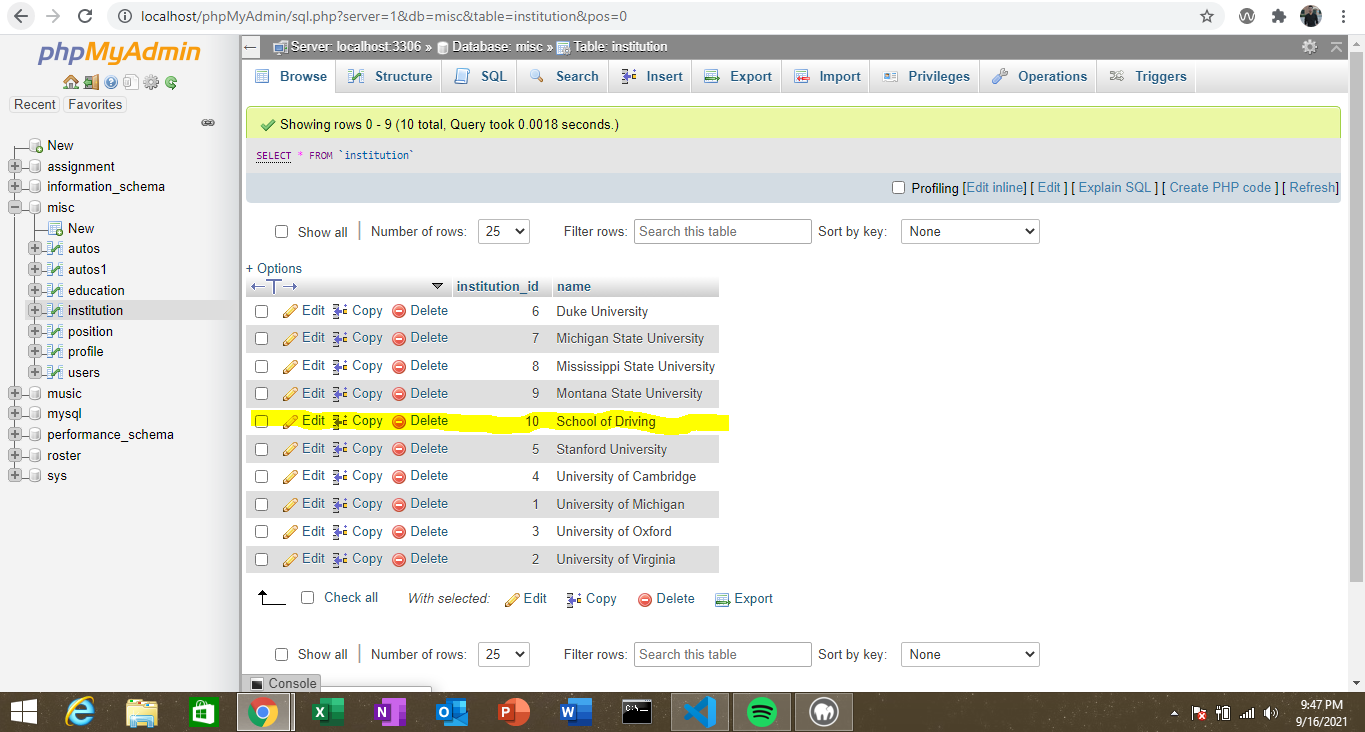 localhost/phpMyAdmin/sql.php?server=1&db=misc&table=institution&pos=0
phpMyAdmin
Recent Favorites
New
assignment
information_schema
misc
New
autos
autos1
education
institution
position
profile
users
music
mysql
performance_schema
roster
sys
Server: localhost:3306 » Database: misc » Table: institution
Browse Structure SQL Search Insert Export Import Privileges Operations Triggers
Showing rows 0 - 9 (10 total, Query took 0.0018 seconds.)
SELECT * FROM `institution`
Profiling [Edit inline] [ Edit ] [ Explain SQL ] [ Create PHP code ] [ Refresh]
Show all Number of rows: 25 Filter rows: Search this table Sort by key: None
+ Options
institution_id name
Edit Copy Delete 6 Duke University
Edit Copy Delete 7 Michigan State University
Edit Copy Delete 8 Mississippi State University
Edit Copy Delete 9 Montana State University
Edit Copy Delete 10 School of Driving
Edit Copy Delete 5 Stanford University
Edit Copy Delete 4 University of Cambridge
Edit Copy Delete 1 University of Michigan
Edit Copy Delete 3 University of Oxford
Edit Copy Delete 2 University of Virginia
Check all With selected: Edit Copy Delete Export
Show all Number of rows: 25 Filter rows: Search this table Sort by key: None
Console
9:47 PM
9/16/2021